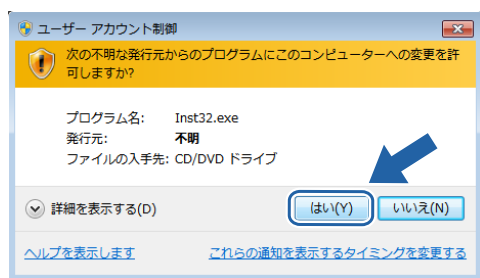 ユーザー アカウント制御
次の不明な発行元からのプログラムにこのコンピューターへの変更を許
可しますか?
プログラム名: Inst32.exe
発行元: 不明
ファイルの入手先: CD/DVD ドライブ
詳細を表示する(D)
はい(Y)
いいえ(N)
ヘルプを表示します
これらの通知を表示するタイミングを変更する